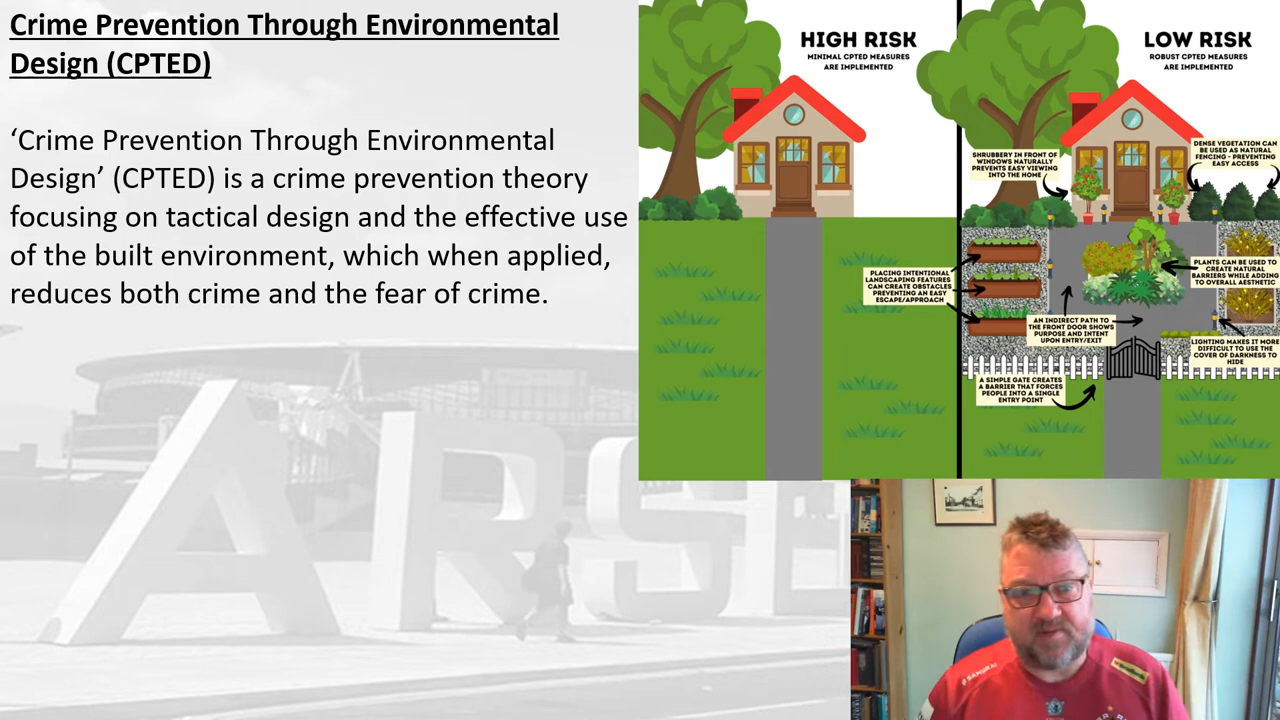 Crime Prevention Through Environmental
Design (CPTED)
‘Crime Prevention Through Environmental
Design’ (CPTED) is a crime prevention theory
focusing on tactical design and the effective use
of the built environment, which when applied,
reduces both crime and the fear of crime.
ARSE
HIGH RISK
MINIMAL CPTED MEASURES
ARE IMPLEMENTED
LOW RISK
ROBUST CPTED MEASURES
ARE IMPLEMENTED
SHRUBBERY IN FRONT OF
WINDOWS NATURALLY
PREVENTS EASY VIEWING
INTO THE HOME
DENSE VEGETATION CAN
BE USED AS NATURAL
FENCING - PREVENTING
EASY ACCESS
PLACING INTENTIONAL
LANDSCAPING FEATURES
CAN CREATE OBSTACLES
PREVENTING AN EASY
ESCAPE/APPROACH
PLANTS CAN BE USED TO
CREATE NATURAL
BARRIERS WHILE ADDING
TO OVERALL AESTHETIC
AN INDIRECT PATH TO
THE FRONT DOOR SHOWS
PURPOSE AND INTENT
UPON ENTRY/EXIT
LIGHTING MAKES IT MORE
DIFFICULT TO USE THE
COVER OF DARKNESS TO
HIDE
A SIMPLE GATE CREATES
A BARRIER THAT FORCES
PEOPLE INTO A SINGLE
ENTRY POINT